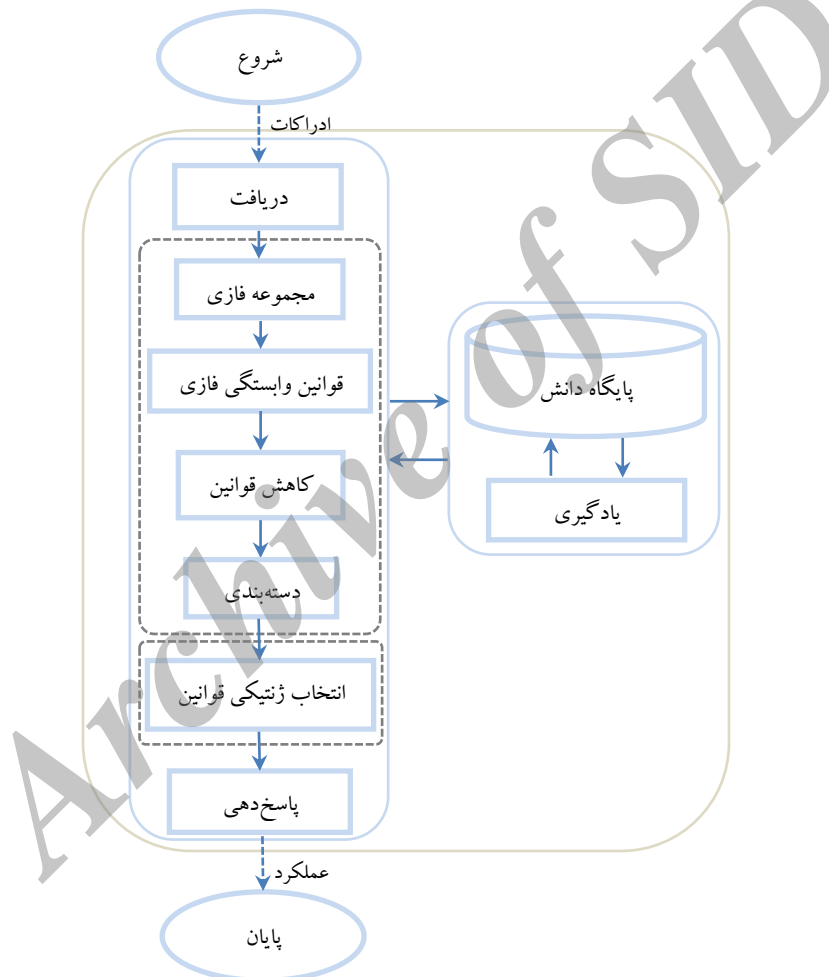 شروع
ادراکات
دریافت
مجموعه فازی
قوانین وابستگی فازی
کاهش قوانین
دسته‌بندی
انتخاب ژنتیکی قوانین
پاسخ‌دهی
عملکرد
پایان
پایگاه دانش
یادگیری
Archive of SID